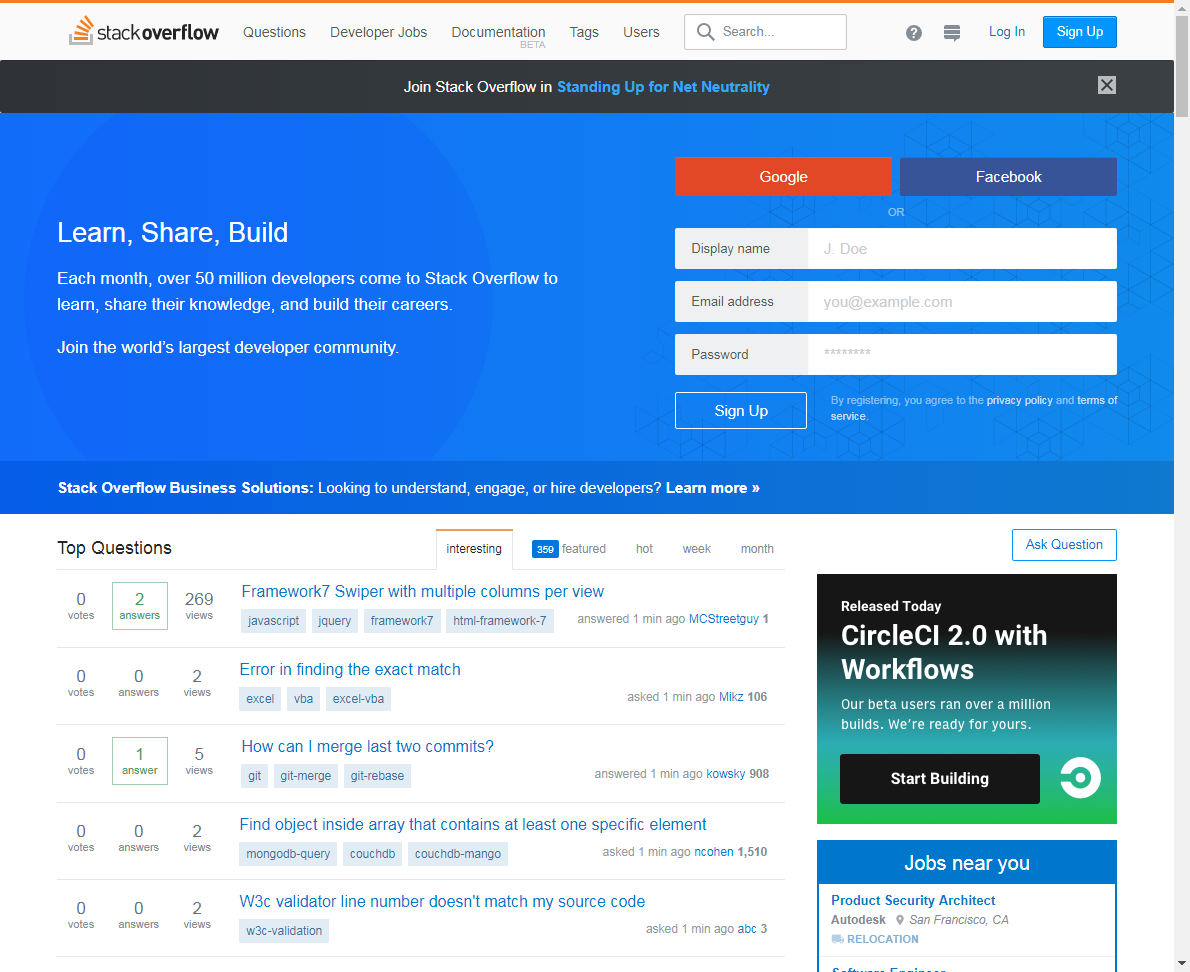 stackoverflow Questions Developer Jobs Documentation BETA Tags Users Search... ? Log In Sign Up
Join Stack Overflow in Standing Up for Net Neutrality
Google Facebook
OR
Learn, Share, Build
Each month, over 50 million developers come to Stack Overflow to
learn, share their knowledge, and build their careers.
Join the world’s largest developer community.
Display name J. Doe
Email address you@example.com
Password ********
Sign Up By registering, you agree to the privacy policy and terms of
service.
Stack Overflow Business Solutions: Looking to understand, engage, or hire developers? Learn more »
Top Questions interesting 359 featured hot week month
0 votes 2 answers 269 views
Framework7 Swiper with multiple columns per view
javascript jquery framework7 html-framework-7 answered 1 min ago MCStreetguy 1
0 votes 0 answers 2 views
Error in finding the exact match
excel vba excel-vba asked 1 min ago Mikz 106
0 votes 1 answer 5 views
How can I merge last two commits?
git git-merge git-rebase answered 1 min ago kowsky 908
0 votes 0 answers 2 views
Find object inside array that contains at least one specific element
mongodb-query couchdb couchdb-mango asked 1 min ago ncohen 1,510
0 votes 0 answers 2 views
W3c validator line number doesn't match my source code
w3c-validation asked 1 min ago abc 3
Ask Question
Released Today
CircleCI 2.0 with
Workflows
Our beta users ran over a million
builds. We’re ready for yours.
Start Building
Jobs near you
Product Security Architect
Autodesk San Francisco, CA
RELOCATION
Software Engineer